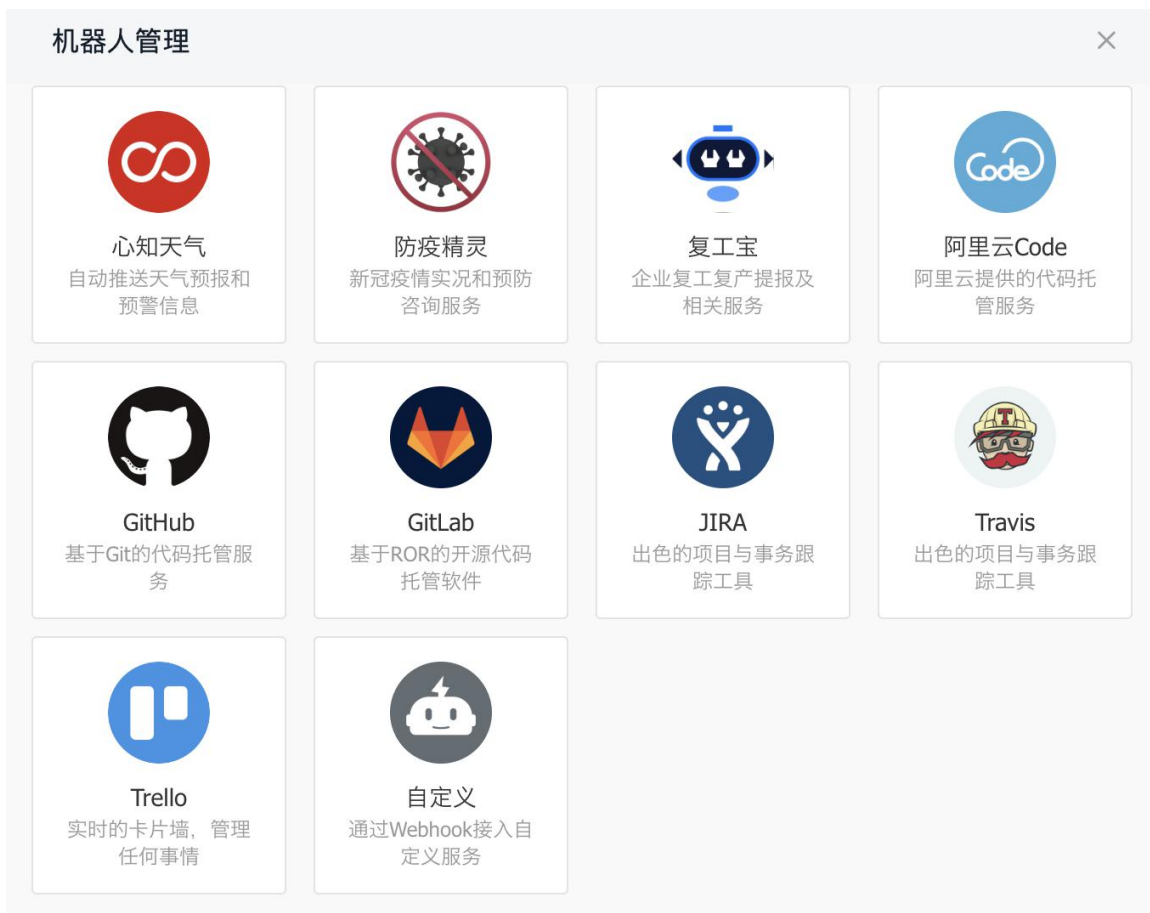 机器人管理
心知天气
自动推送天气预报和
预警信息
防疫精灵
新冠疫情实况和预防
咨询服务
复工宝
企业复工复产提报及
相关服务
Code
阿里云Code
阿里云提供的代码托
管服务
GitHub
基于Git的代码托管服
务
GitLab
基于ROR的开源代码
托管软件
JIRA
出色的项目与事务跟
踪工具
T
Travis
出色的项目与事务跟
踪工具
Trello
实时的卡片墙，管理
任何事情
自定义
通过Webhook接入自
定义服务